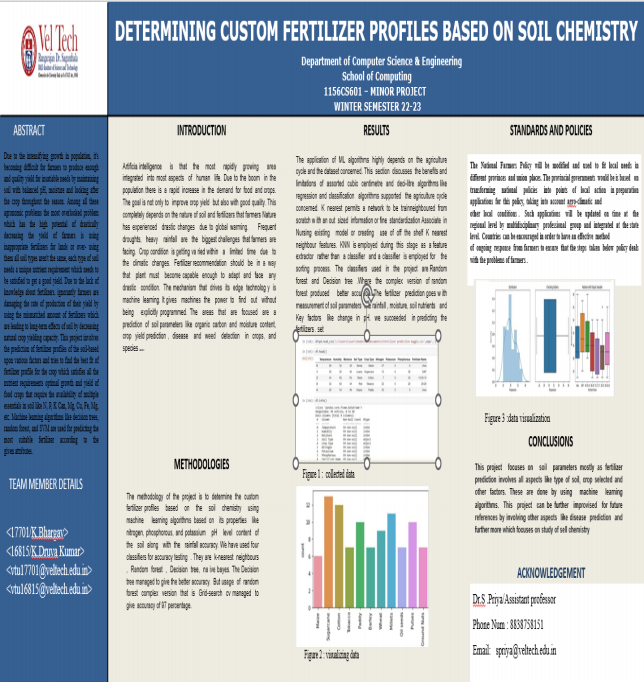 Vel Tech
Rangarajan Dr. Sagunthala
DETERMINING CUSTOM FERTILIZER PROFILES BASED ON SOIL CHEMISTRY
Department of Computer Science & Engineering
School of Computing
1156CS601 – MINOR PROJECT
WINTER SEMESTER 22-23
ABSTRACT
Due to the intensifying growth in population, it's
becoming difficult for farmers to produce enough
and quality yield for moutable needs by maintaining
soil with balanced pH, moisture and looking after
the crop throughout the season. Among all these
agronomic problems the most overlooked problem
which has the high potential of drastically
decreasing the yield of farmers is using
inappropriate fertilizers for lands or over- using
them all soil types aren't the same, each type of soil
needs a unique nutrient requirement which needs to
be satisfied to get a good yield. Due to the lack of
knowledge about fertilizers, ignorantly farmers are
damaging the rate of production of their yield by
using the mismatched amount of fertilizers which
are leading to long-term effects of soil by decreasing
natural crop yielding capacity. This project involves
the prediction of fertilizer profiles of the soil-based
upon various factors and tries to find the best fit of
fertilizer profile for the crop which satisfies all the
nutrient requirements optimal growth and yield of
food crops that require the availability of multiple
essentials in soil like N, P, K Can, Mg, Cu, Fe, Mn,
etc. Machine learning algorithms like decision trees,
random forest, and SVM are used for predicting the
most suitable fertilizer according to the
given attributes.
TEAM MEMBER DETAILS
<17701/K.Bhargav>
<16815/K.Druva Kumar>
<vtu17701@veltech.edu.in>
<vtu16815@veltech.edu.in>
INTRODUCTION
Artificia intelligence is that the most rapidly growing area
integrated into most aspects of human life. Due to the boom in the
population there is a rapid increase in the demand for food and crops.
The goal is not only to improve crop yield but also with good quality. This
completely depends on the nature of soil and fertilizers that farmers Nature
has experienced drastic changes due to global warming. Frequent
droughts, heavy rainfall are the biggest challenges that farmers are
facing. Crop condition is getting va tied within a limited time due to
the climatic changes. Fertilizer recommendation should be in a way
that plant must become capable enough to adapt and face any
drastic condition. The mechanism that drives its edge technology is
machine learning. It gives machines the power to find out without
being explicitly programmed. The areas that are focused are a
prediction of soil parameters like organic carbon and moisture content,
crop yield prediction , disease and weed detection in crops, and
species
METHODOLOGIES
The methodology of the project is to determine the custom
fertilizer profiles based on the soil chemistry using
machine learning algorithms based on its properties like
nitrogen, phosphorous, and potassium pH level content of
the soil along with the rainfall accuracy. We have used four
classifiers for accuracy testing . They are k-nearest neighbours
, Random forest , Decision tree, na ive bayes. The Decision
tree managed to give the better accuracy. But usage of random
forest complex version that is Grid-search cv managed to
give accuracy of 97 percentage.
RESULTS
The application of ML algorithms highly depends on the agriculture
cycle and the dataset concerned. This section discusses the benefits and
limitations of assorted cubic centimetre and deci-litre algorithms like
regression and classification algorithms supported the agriculture cycle
concerned. K nearest permits a network to be trainneighboured from
scratch with an out sized information or fine standardization Associate in
Nursing existing model or creating use of off the shelf K nearest
neighbour features. KNN is employed during this stage as a feature
extractor rather than a classifier and a classifier is employed for the
sorting process. The classifiers used in the project are Random
forest and Decision tree .Where the complex version of random
forest produced better The fertilizer prediction goes with
measurement of soil parameters rainfall, moisture, soil nutrients and
Key factors like change in pH. we succeeded in predicting the
fertilizers. set
Figure 1 : collected data
count
0
2
4
6
8
10
12
Maize
Sugarcane
Cotton
Tobacco
Paddy
Barley
Wheat
Millets
Oil seeds
Pulses
Ground Nuts
Figure 2 : visualizing data
STANDARDS AND POLICIES
The National Farmers Policy will be modified and used to fit local needs in
different provinces and union places. The provincial governments would be it based on
transforming national policies into points of local action in preparation
applications for this policy, taking into account agro-climatic and
other local conditions . Such applications will be updated on time at the
regional level by multidisciplinary professional group and integrated at the state
level. Countries can be encouraged in order to have an effective method
of ongoing response from farmers to ensure that the steps taken below policy deals
with the problems of farmers .
Figure 3 :data visualization
CONCLUSIONS
This project focuses on soil parameters mostly as fertilizer
prediction involves all aspects like type of soil, crop selected and
other factors. These are done by using machine learning
algorithms. This project can be further improvised for future
references by involving other aspects like disease prediction and
further more which focuses on study of sell chemistry
ACKNOWLEDGEMENT
Dr.S .Priya/Assistant professor
Phone Num : 8838758151
Email: spriya@veltech.edu.in